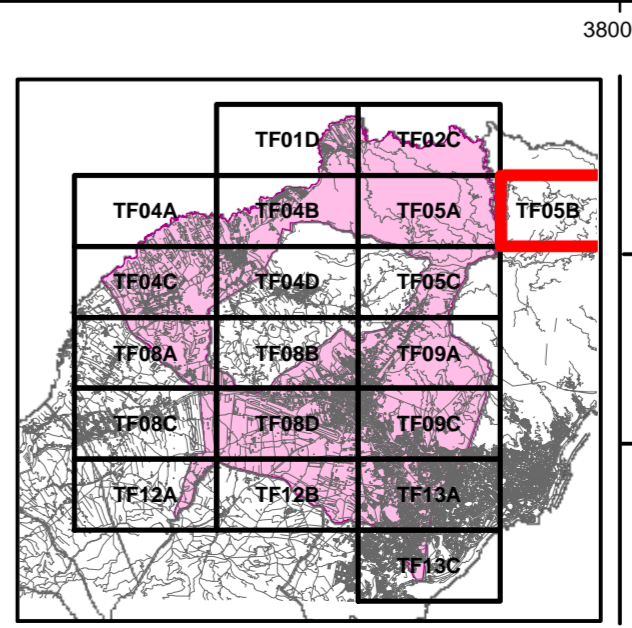 3800
TF01D TF02C
TF04A TF04B TF05A TF05B
TF04C TF04D TF05C
TF08A TF08B TF09A
TF08C TF08D TF09C
TF12A TF12B TF13A
TF13C